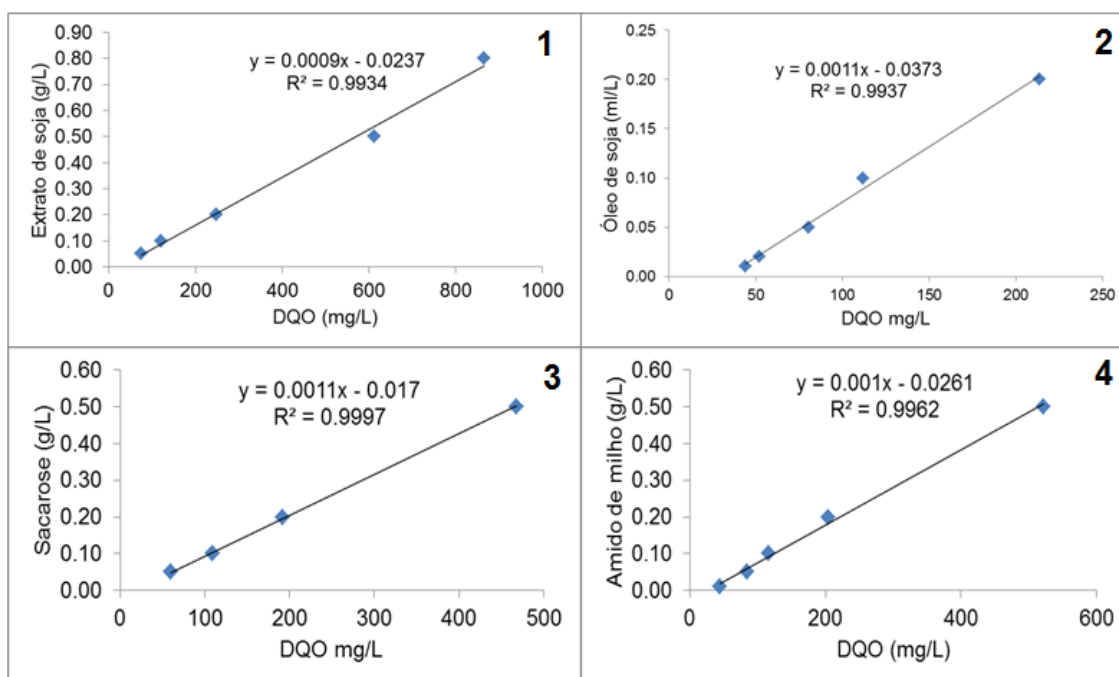 1
y = 0.0009x - 0.0237
R² = 0.9934
Extrato de soja (g/L)
0.90
0.80
0.70
0.60
0.50
0.40
0.30
0.20
0.10
0.00
0 200 400 600 800 1000
DQO (mg/L)
2
y = 0.0011x - 0.0373
R² = 0.9937
Óleo de soja (ml/L)
0.25
0.20
0.15
0.10
0.05
0.00
0 50 100 150 200 250
DQO mg/L
3
y = 0.0011x - 0.017
R² = 0.9997
Sacarose (g/L)
0.60
0.50
0.40
0.30
0.20
0.10
0.00
0 100 200 300 400 500
DQO mg/L
4
y = 0.001x - 0.0261
R² = 0.9962
Amido de milho (g/L)
0.60
0.50
0.40
0.30
0.20
0.10
0.00
0 200 400 600
DQO (mg/L)